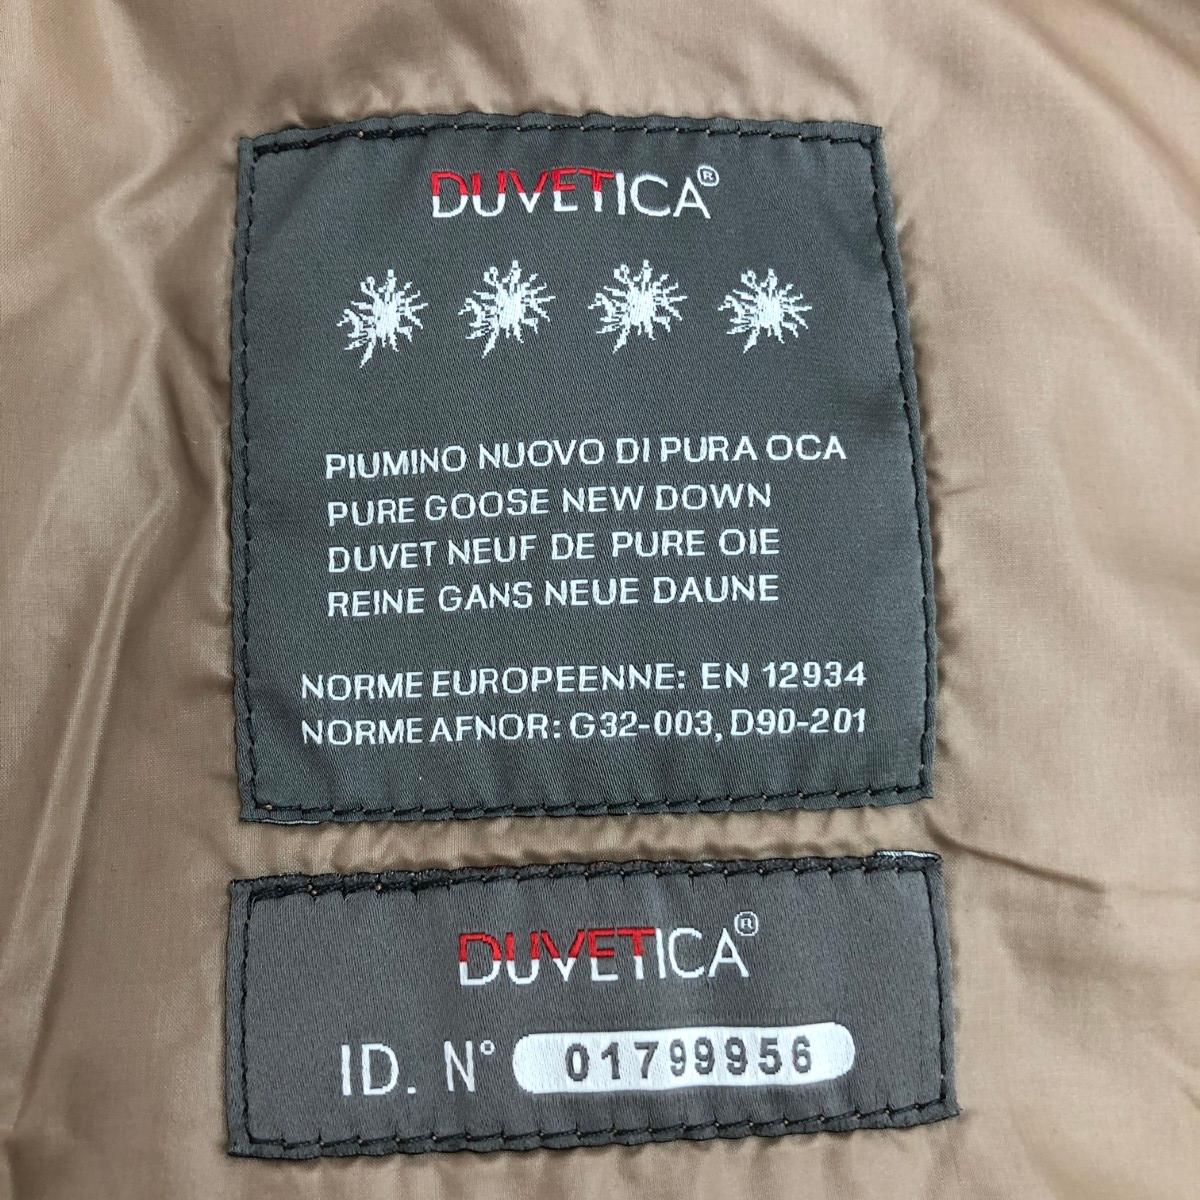 DUVETICA®
PIUMINO NUOVO DI PURA OCA
PURE GOOSE NEW DOWN
DUVET NEUF DE PURE OIE
REINE GANS NEUE DAUNE
NORME EUROPEENNE: EN 12934
NORME AFNOR: G32-003, D90-201
DUVETICA®
ID. N° 01799956